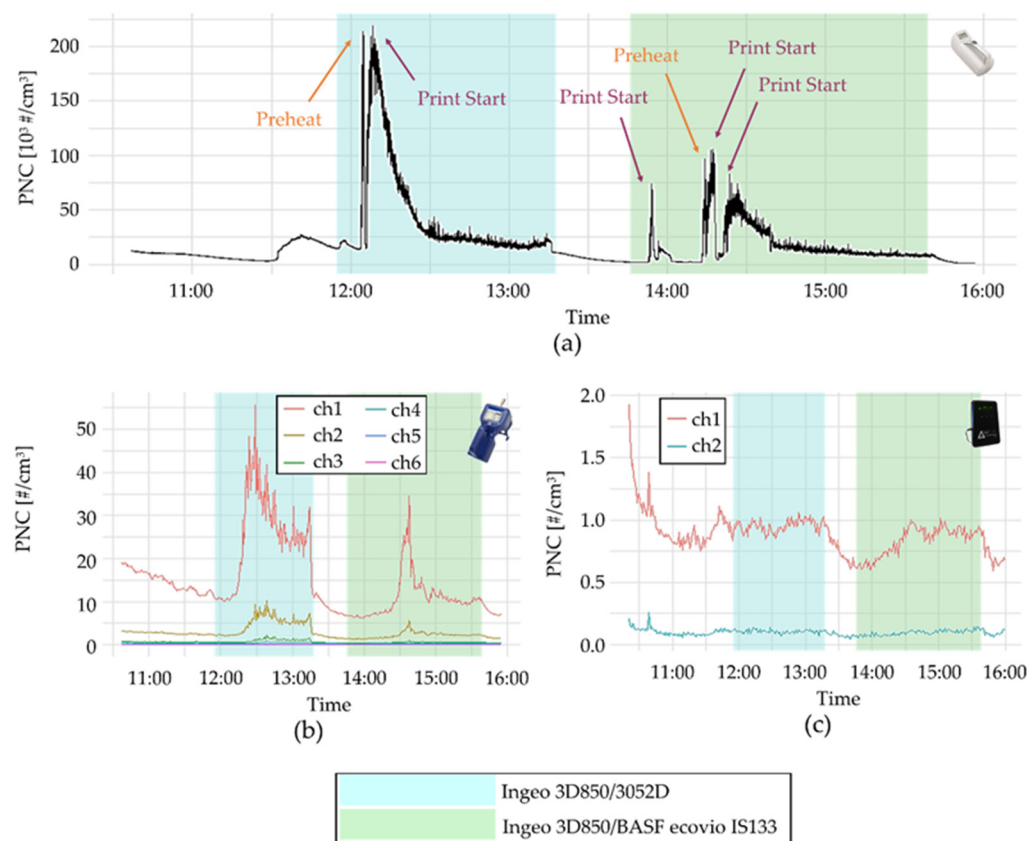 PNC [10³ #/cm³]
200
150
100
50
0
Preheat
Print Start
Print Start
Preheat
Print Start
Print Start
11:00 12:00 13:00 14:00 15:00 16:00
Time
(a)
PNC [#/cm³]
50
40
30
20
10
0
ch1 ch4
ch2 ch5
ch3 ch6
11:00 12:00 13:00 14:00 15:00 16:00
Time
(b)
PNC [#/cm³]
2.0
1.5
1.0
0.5
0.0
ch1
ch2
11:00 12:00 13:00 14:00 15:00 16:00
Time
(c)
Ingeo 3D850/3052D
Ingeo 3D850/BASF ecovio IS133